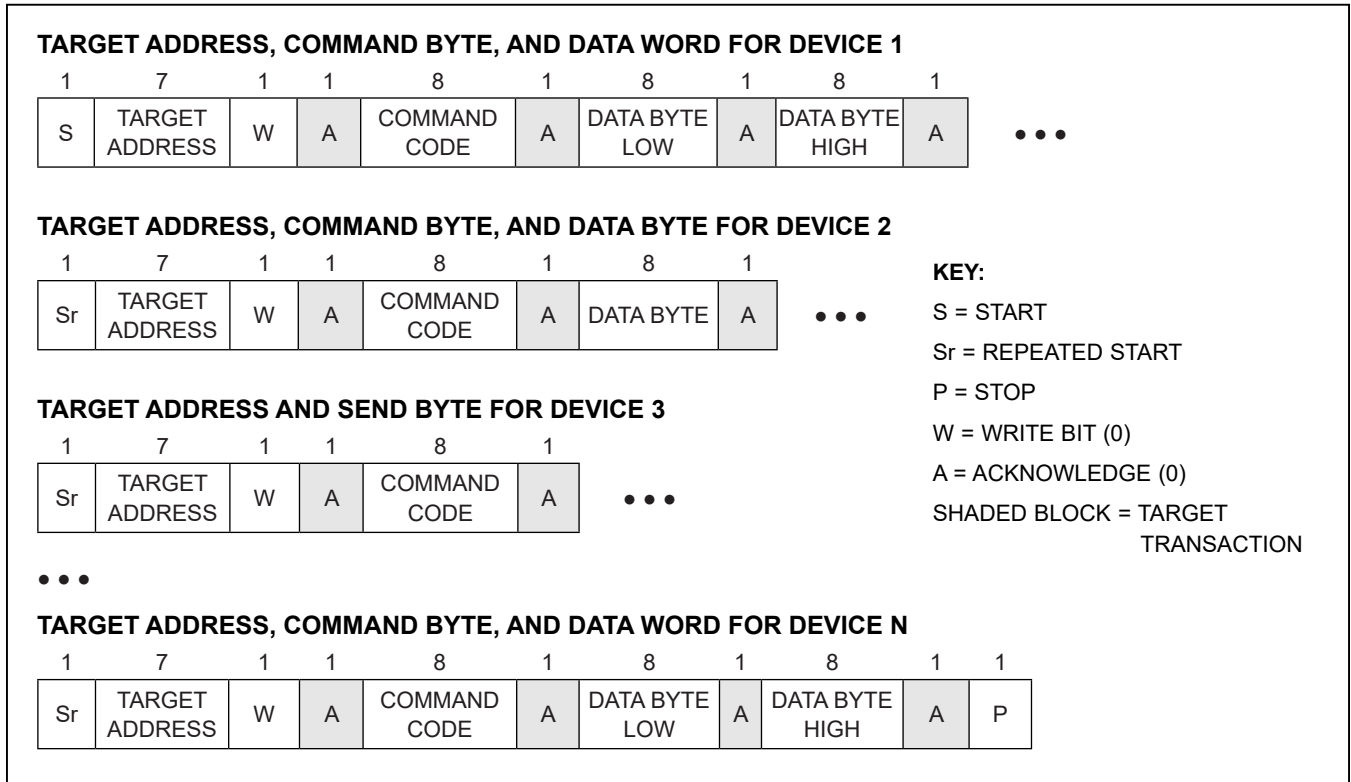 TARGET ADDRESS, COMMAND BYTE, AND DATA WORD FOR DEVICE 1
1 7 1 1 8 1 8 1 8 1
S TARGET ADDRESS W A COMMAND CODE A DATA BYTE LOW A DATA BYTE HIGH A •••
TARGET ADDRESS, COMMAND BYTE, AND DATA BYTE FOR DEVICE 2
1 7 1 1 8 1 8 1
Sr TARGET ADDRESS W A COMMAND CODE A DATA BYTE A •••
TARGET ADDRESS AND SEND BYTE FOR DEVICE 3
1 7 1 1 8 1
Sr TARGET ADDRESS W A COMMAND CODE A •••
•••
TARGET ADDRESS, COMMAND BYTE, AND DATA WORD FOR DEVICE N
1 7 1 1 8 1 8 1 8 1 1
Sr TARGET ADDRESS W A COMMAND CODE A DATA BYTE LOW A DATA BYTE HIGH A P
KEY:
S = START
Sr = REPEATED START
P = STOP
W = WRITE BIT (0)
A = ACKNOWLEDGE (0)
SHADED BLOCK = TARGET
TRANSACTION